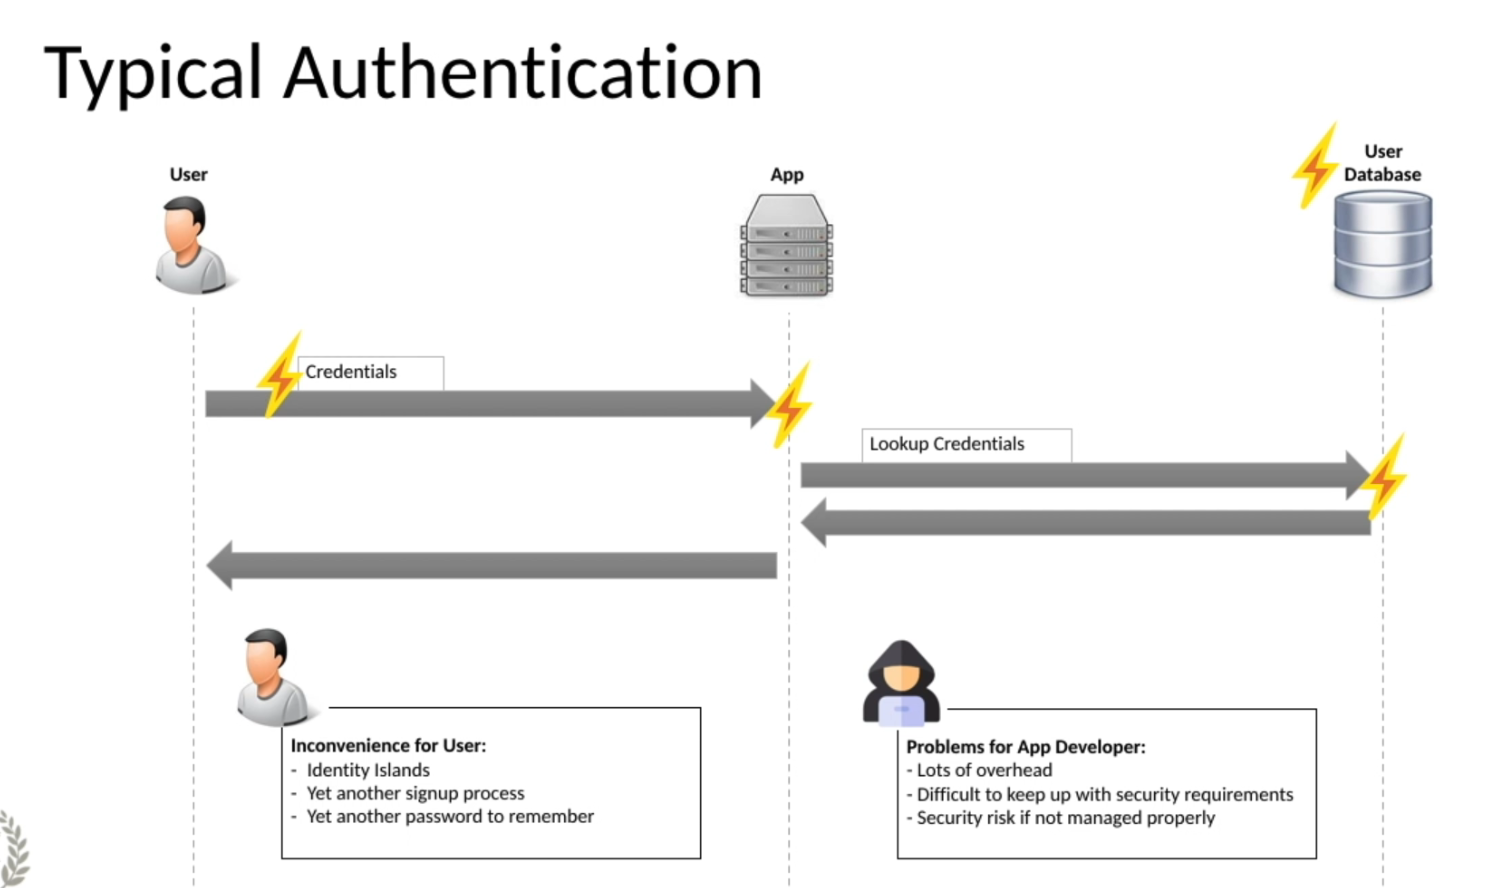 Typical Authentication
User
App
User
Database
Credentials
Lookup Credentials
Inconvenience for User:
- Identity Islands
- Yet another signup process
- Yet another password to remember
Problems for App Developer:
- Lots of overhead
- Difficult to keep up with security requirements
- Security risk if not managed properly